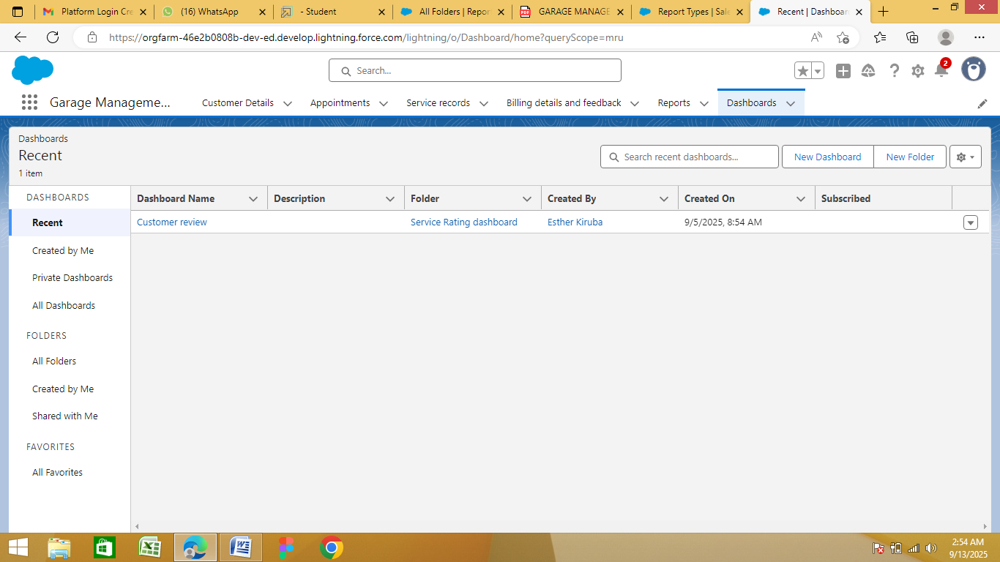 Platform Login Cre
(16) WhatsApp
- Student
All Folders | Repor
GARAGE MANAGE
Report Types | Sale
Recent | Dashboar
https://orgfarm-46e2b0808b-dev-ed.develop.lightning.force.com/lightning/o/Dashboard/home?queryScope=mru
Search...
2
Garage Manageme...
Customer Details
Appointments
Service records
Billing details and feedback
Reports
Dashboards
Dashboards
Recent
1 item
Search recent dashboards...
New Dashboard
New Folder
DASHBOARDS
Recent
Created by Me
Private Dashboards
All Dashboards
FOLDERS
All Folders
Created by Me
Shared with Me
FAVORITES
All Favorites
Dashboard Name Description Folder Created By Created On Subscribed
Customer review Service Rating dashboard Esther Kiruba 9/5/2025, 8:54 AM
2:54 AM
9/13/2025